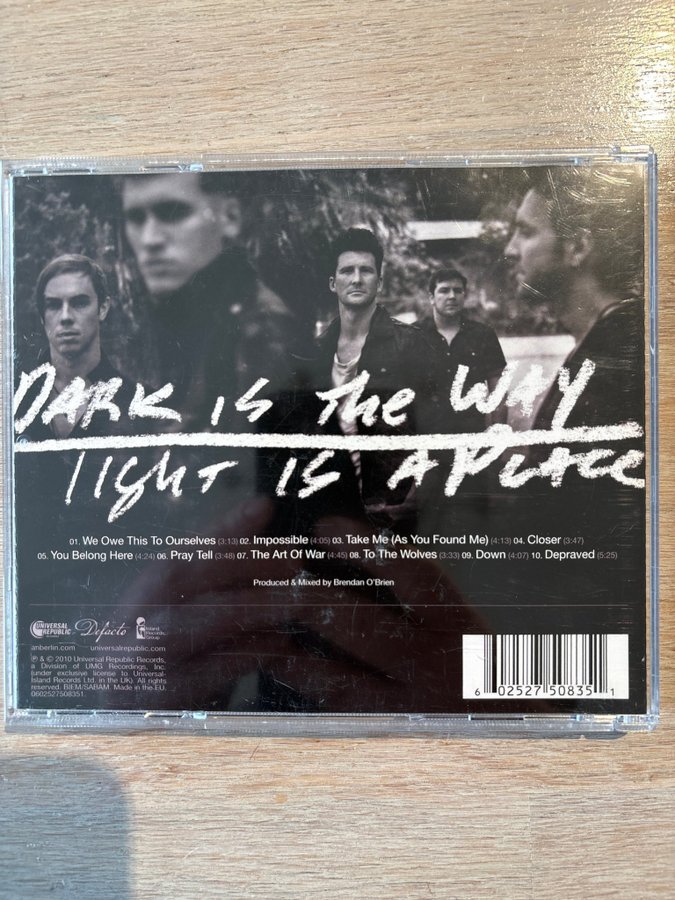 DARK is The WAY
light is A PLACE
01. We Owe This To Ourselves (3:13) 02. Impossible (4:05) 03. Take Me (As You Found Me) (4:13) 04. Closer (3:47)
05. You Belong Here (4:24) 06. Pray Tell (3:48) 07. The Art Of War (4:45) 08. To The Wolves (3:33) 09. Down (4:07) 10. Depraved (5:25)
Produced & Mixed by Brendan O'Brien
UNIVERSAL REPUBLIC Defacto Island Records Group
anberlin.com universalrepublic.com
℗ & © 2010 Universal Republic Records,
a Division of UMG Recordings, Inc.
(under exclusive license to Universal-
Island Records Ltd. in the UK). All rights
reserved. BIEM/SABAM. Made in the EU.
0602527508351
6 02527 50835 1